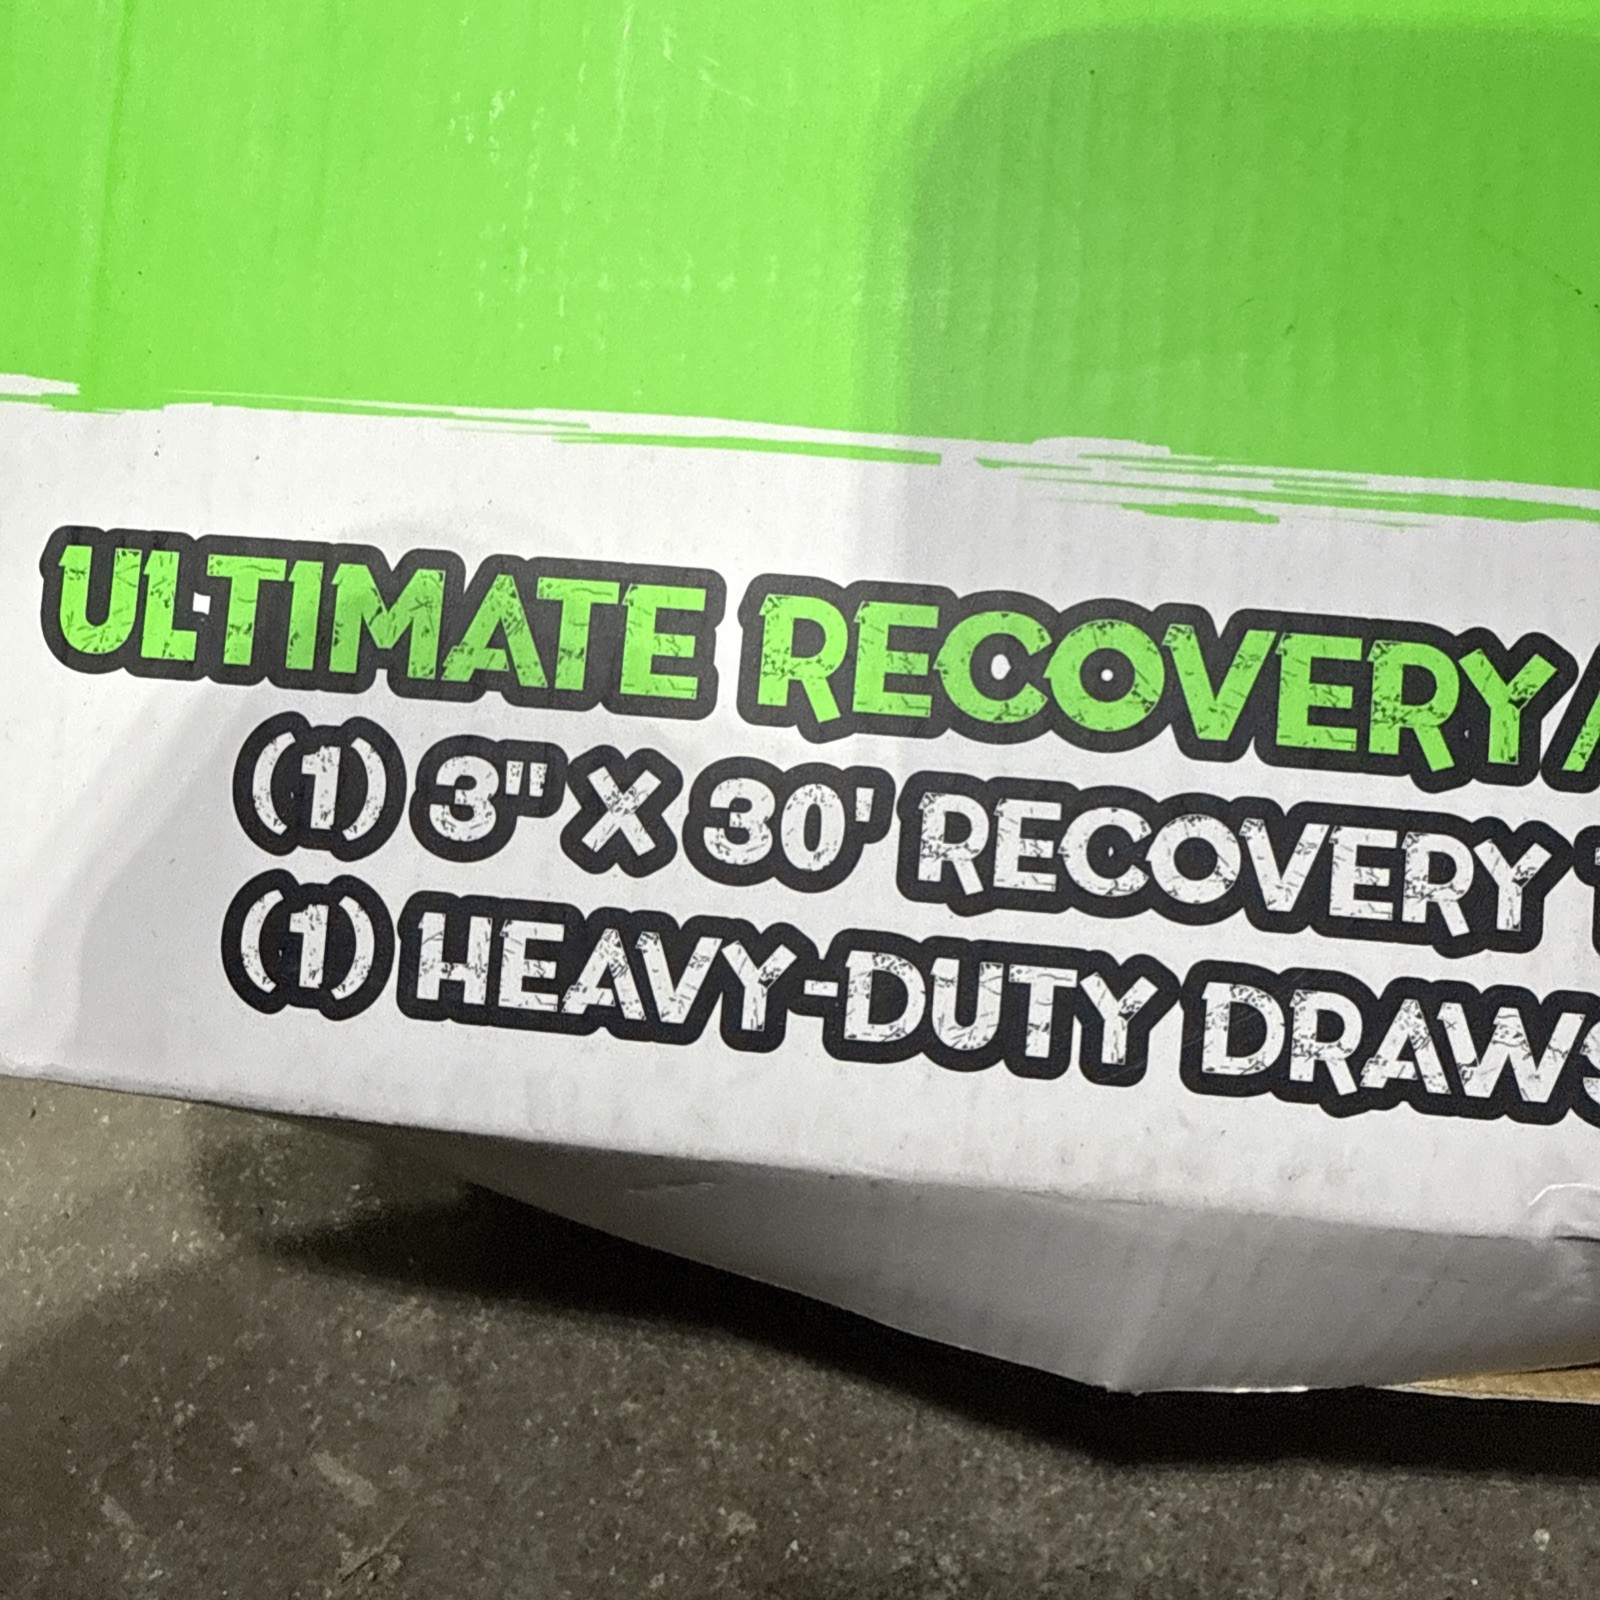 ULTIMATE RECOVERY /
(1) 3" X 30' RECOVERY
(1) HEAVY-DUTY DRAWS